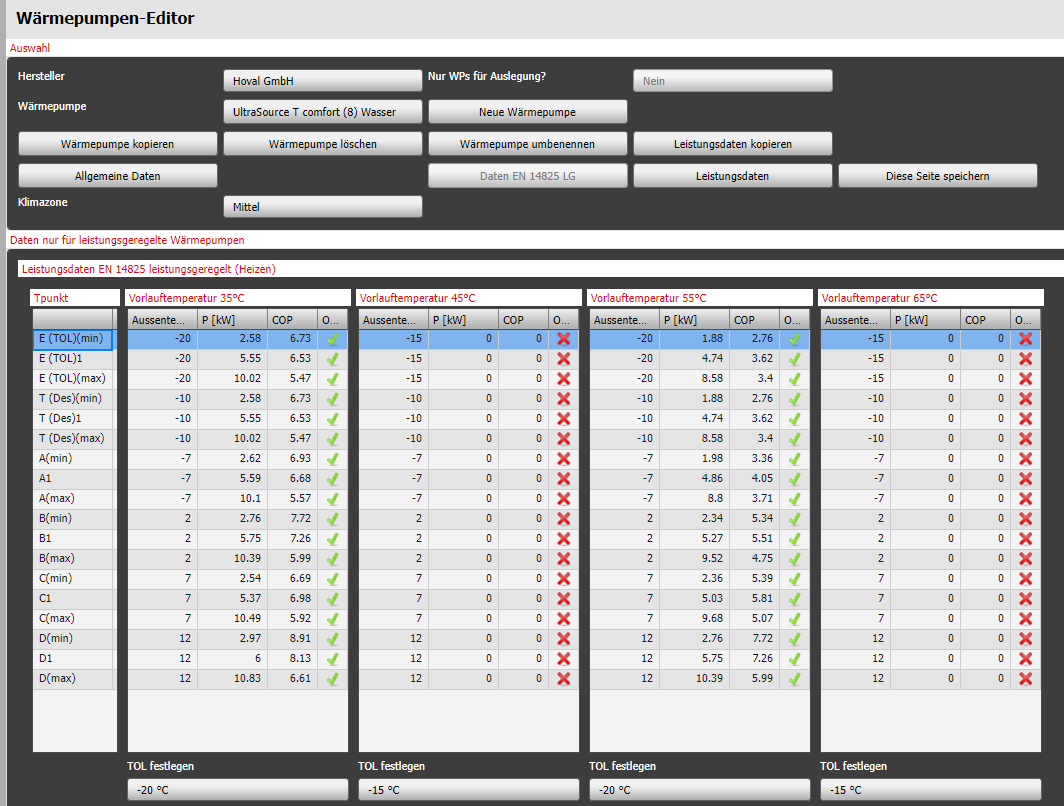 Wärmepumpen-Editor
Auswahl
Hersteller Hoval GmbH Nur WPs für Auslegung? Nein
Wärmepumpe UltraSource T comfort (8) Wasser Neue Wärmepumpe
Wärmepumpe kopieren Wärmepumpe löschen Wärmepumpe umbenennen Leistungsdaten kopieren
Allgemeine Daten Daten EN 14825 LG Leistungsdaten Diese Seite speichern
Klimazone Mittel
Daten nur für leistungsgeregelte Wärmepumpen
Leistungsdaten EN 14825 leistungsgeregelt (Heizen)
Tpunkt Vorlauftemperatur 35°C Vorlauftemperatur 45°C Vorlauftemperatur 55°C Vorlauftemperatur 65°C
Aussente... P [kW] COP O... Aussente... P [kW] COP O... Aussente... P [kW] COP O... Aussente... P [kW] COP O...
E (TOL)(min) -20 2.58 6.73 -15 0 0 -20 1.88 2.76 -15 0 0
E (TOL)1 -20 5.55 6.53 -15 0 0 -20 4.74 3.62 -15 0 0
E (TOL)(max) -20 10.02 5.47 -15 0 0 -20 8.58 3.4 -15 0 0
T (Des)(min) -10 2.58 6.73 -10 0 0 -10 1.88 2.76 -10 0 0
T (Des)1 -10 5.55 6.53 -10 0 0 -10 4.74 3.62 -10 0 0
T (Des)(max) -10 10.02 5.47 -10 0 0 -10 8.58 3.4 -10 0 0
A(min) -7 2.62 6.93 -7 0 0 -7 1.98 3.36 -7 0 0
A1 -7 5.59 6.68 -7 0 0 -7 4.86 4.05 -7 0 0
A(max) -7 10.1 5.57 -7 0 0 -7 8.8 3.71 -7 0 0
B(min) 2 2.76 7.72 2 0 0 2 2.34 5.34 2 0 0
B1 2 5.75 7.26 2 0 0 2 5.27 5.51 2 0 0
B(max) 2 10.39 5.99 2 0 0 2 9.52 4.75 2 0 0
C(min) 7 2.54 6.69 7 0 0 7 2.36 5.39 7 0 0
C1 7 5.37 6.98 7 0 0 7 5.03 5.81 7 0 0
C(max) 7 10.49 5.92 7 0 0 7 9.68 5.07 7 0 0
D(min) 12 2.97 8.91 12 0 0 12 2.76 7.72 12 0 0
D1 12 6 8.13 12 0 0 12 5.75 7.26 12 0 0
D(max) 12 10.83 6.61 12 0 0 12 10.39 5.99 12 0 0
TOL festlegen TOL festlegen TOL festlegen TOL festlegen
-20 °C -15 °C -20 °C -15 °C